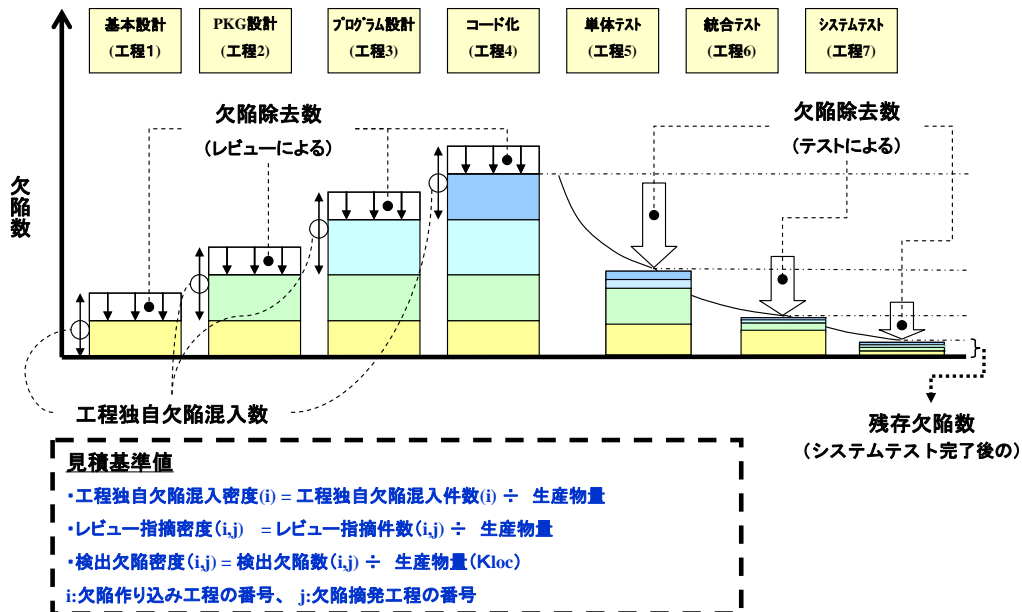 基本設計
(工程1)
PKG設計
(工程2)
プログラム設計
(工程3)
コード化
(工程4)
単体テスト
(工程5)
統合テスト
(工程6)
システムテスト
(工程7)
欠陥除去数
(レビューによる)
欠陥除去数
(テストによる)
欠陥数
工程独自欠陥混入数
残存欠陥数
(システムテスト完了後の)
見積基準値
・工程独自欠陥混入密度(i) = 工程独自欠陥混入件数(i) ÷ 生産物量
・レビュー指摘密度(i,j) = レビュー指摘件数(i,j) ÷ 生産物量
・検出欠陥密度(i,j) = 検出欠陥数(i,j) ÷ 生産物量(Kloc)
i:欠陥作り込み工程の番号、 j:欠陥摘発工程の番号